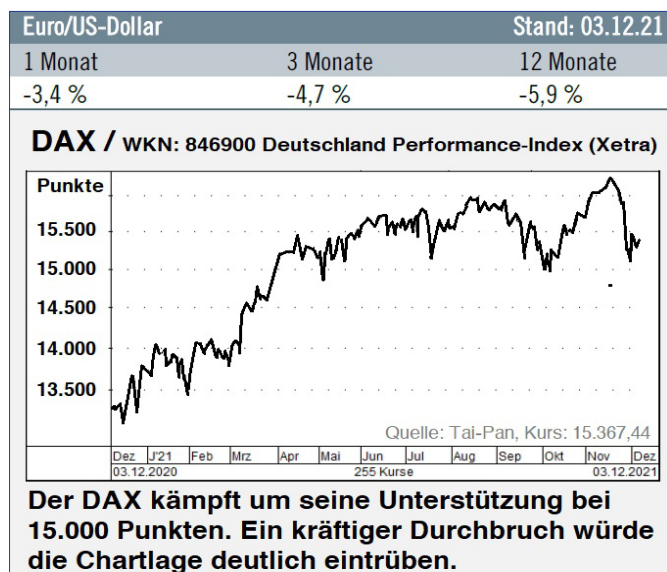 Euro/US-Dollar Stand: 03.12.21
1 Monat 3 Monate 12 Monate
-3,4 % -4,7 % -5,9 %
DAX / WKN: 846900 Deutschland Performance-Index (Xetra)
Punkte
15.500
15.000
14.500
14.000
13.500
Quelle: Tai-Pan, Kurs: 15.367,44
Dez J'21 Feb Mrz Apr Mai Jun Jul Aug Sep Okt Nov Dez
03.12.2020 255 Kurse 03.12.2021
Der DAX kämpft um seine Unterstützung bei
15.000 Punkten. Ein kräftiger Durchbruch würde
die Chartlage deutlich eintrüben.